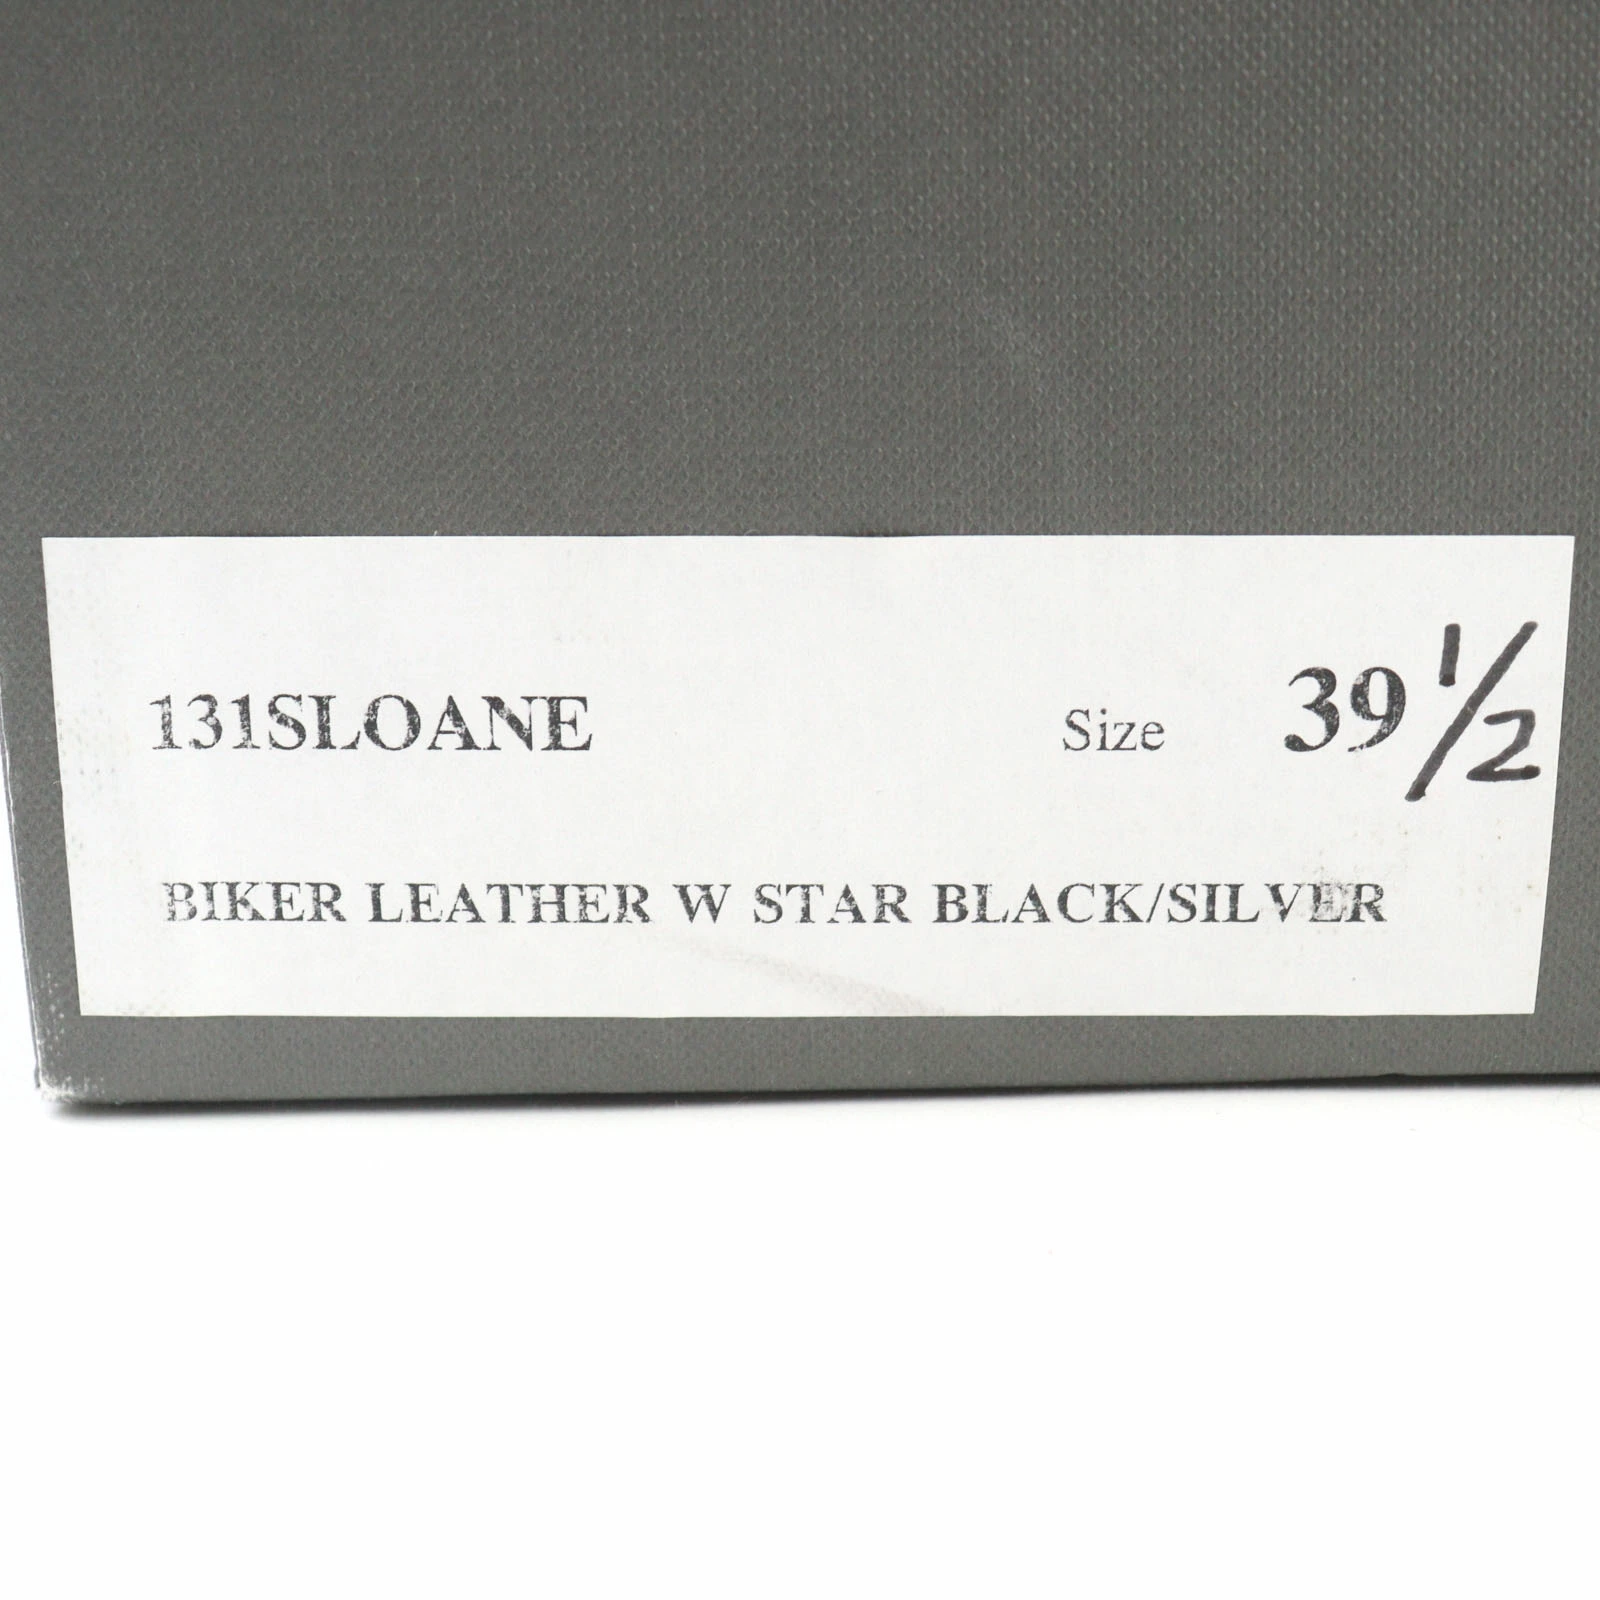 131SLOANE Size 39 1/2
BIKER LEATHER W STAR BLACK/SILVER